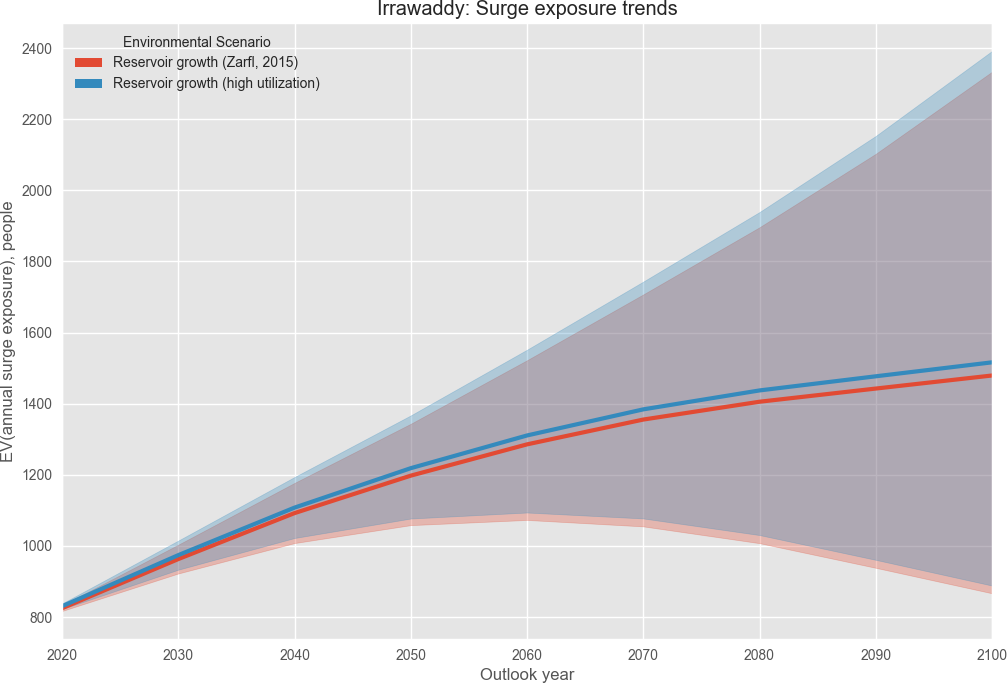 Irrawaddy: Surge exposure trends
Environmental Scenario
Reservoir growth (Zarfl, 2015)
Reservoir growth (high utilization)
EV(annual surge exposure), people
2400
2200
2000
1800
1600
1400
1200
1000
800
2020 2030 2040 2050 2060 2070 2080 2090 2100
Outlook year